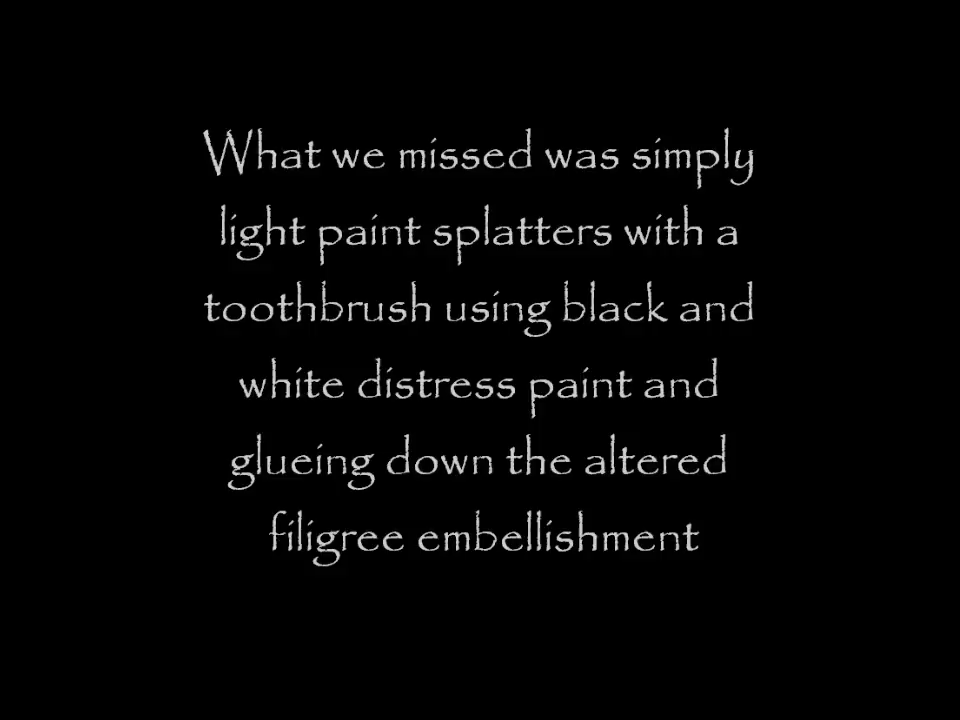 What we missed was simply
light paint splatters with a
toothbrush using black and
white distress paint and
glueing down the altered
filigree embellishment